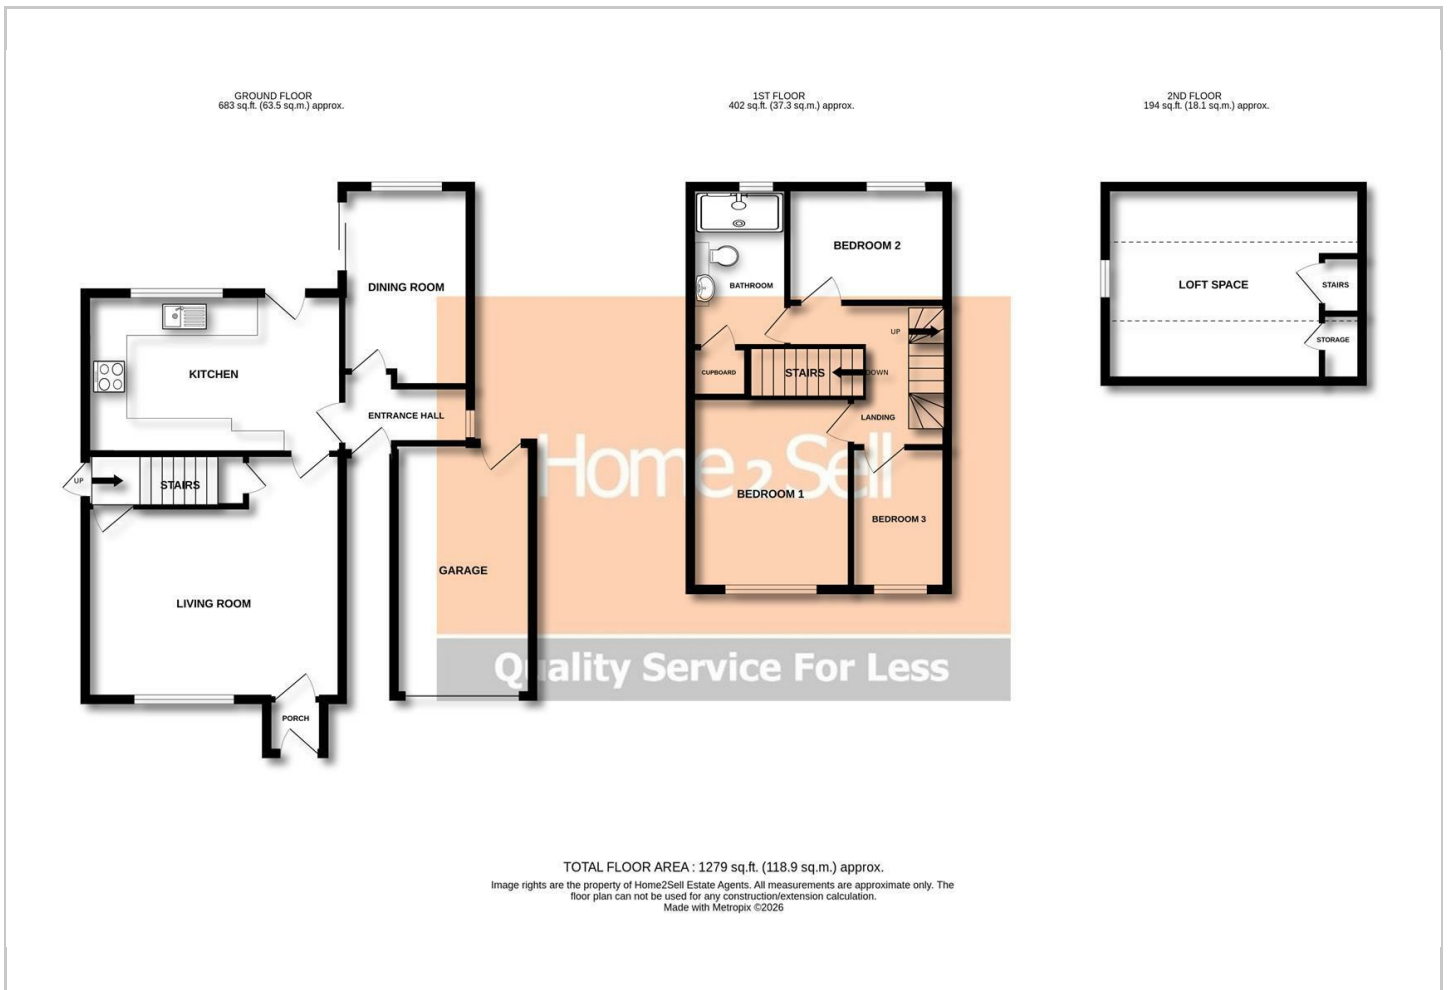 GROUND FLOOR
683 sq.ft. (63.5 sq.m.) approx.
1ST FLOOR
402 sq.ft. (37.3 sq.m.) approx.
2ND FLOOR
194 sq.ft. (18.1 sq.m.) approx.
DINING ROOM
KITCHEN
ENTRANCE HALL
UP
STAIRS
LIVING ROOM
GARAGE
PORCH
BEDROOM 2
BATHROOM
UP
CUPBOARD
STAIRS
DOWN
LANDING
BEDROOM 1
BEDROOM 3
LOFT SPACE
STAIRS
STORAGE
Home2Sell
Quality Service For Less
TOTAL FLOOR AREA : 1279 sq.ft. (118.9 sq.m.) approx.
Image rights are the property of Home2Sell Estate Agents. All measurements are approximate only. The
floor plan can not be used for any construction/extension calculation.
Made with Metropix ©2026